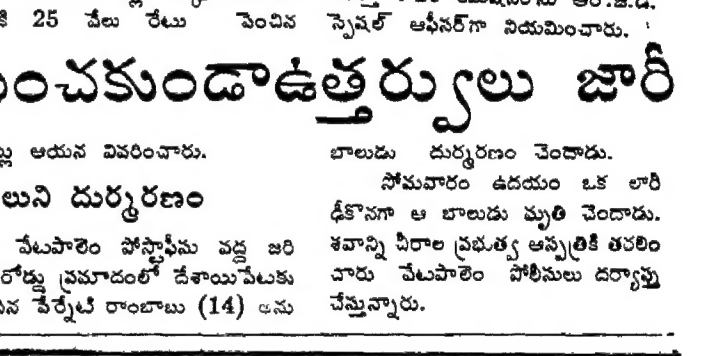 25 వేలు రేటు పెంచిన
స్పెషల్ ఆఫీసర్‌గా నియమించారు.
ంచకుండాఉత్తర్వులు జారీ
ఆయన వివరించారు.
లుని దుర్మరణం
వేటపాలెం పోస్టాఫీసు వద్ద జరి
రోడ్డు ప్రమాదంలో దేశాయిపేటకు
పేర్నేటి రాంబాబు (14) అను
బాలుడు దుర్మరణం చెందాడు.
సోమవారం ఉదయం ఒక లారీ
ఢీకొనగా ఆ బాలుడు మృతి చెందాడు.
శవాన్ని చీరాల ప్రభుత్వ ఆస్పత్రికి తరలిం
చారు వేటపాలెం పోలీసులు దర్యాప్తు
చేస్తున్నారు.